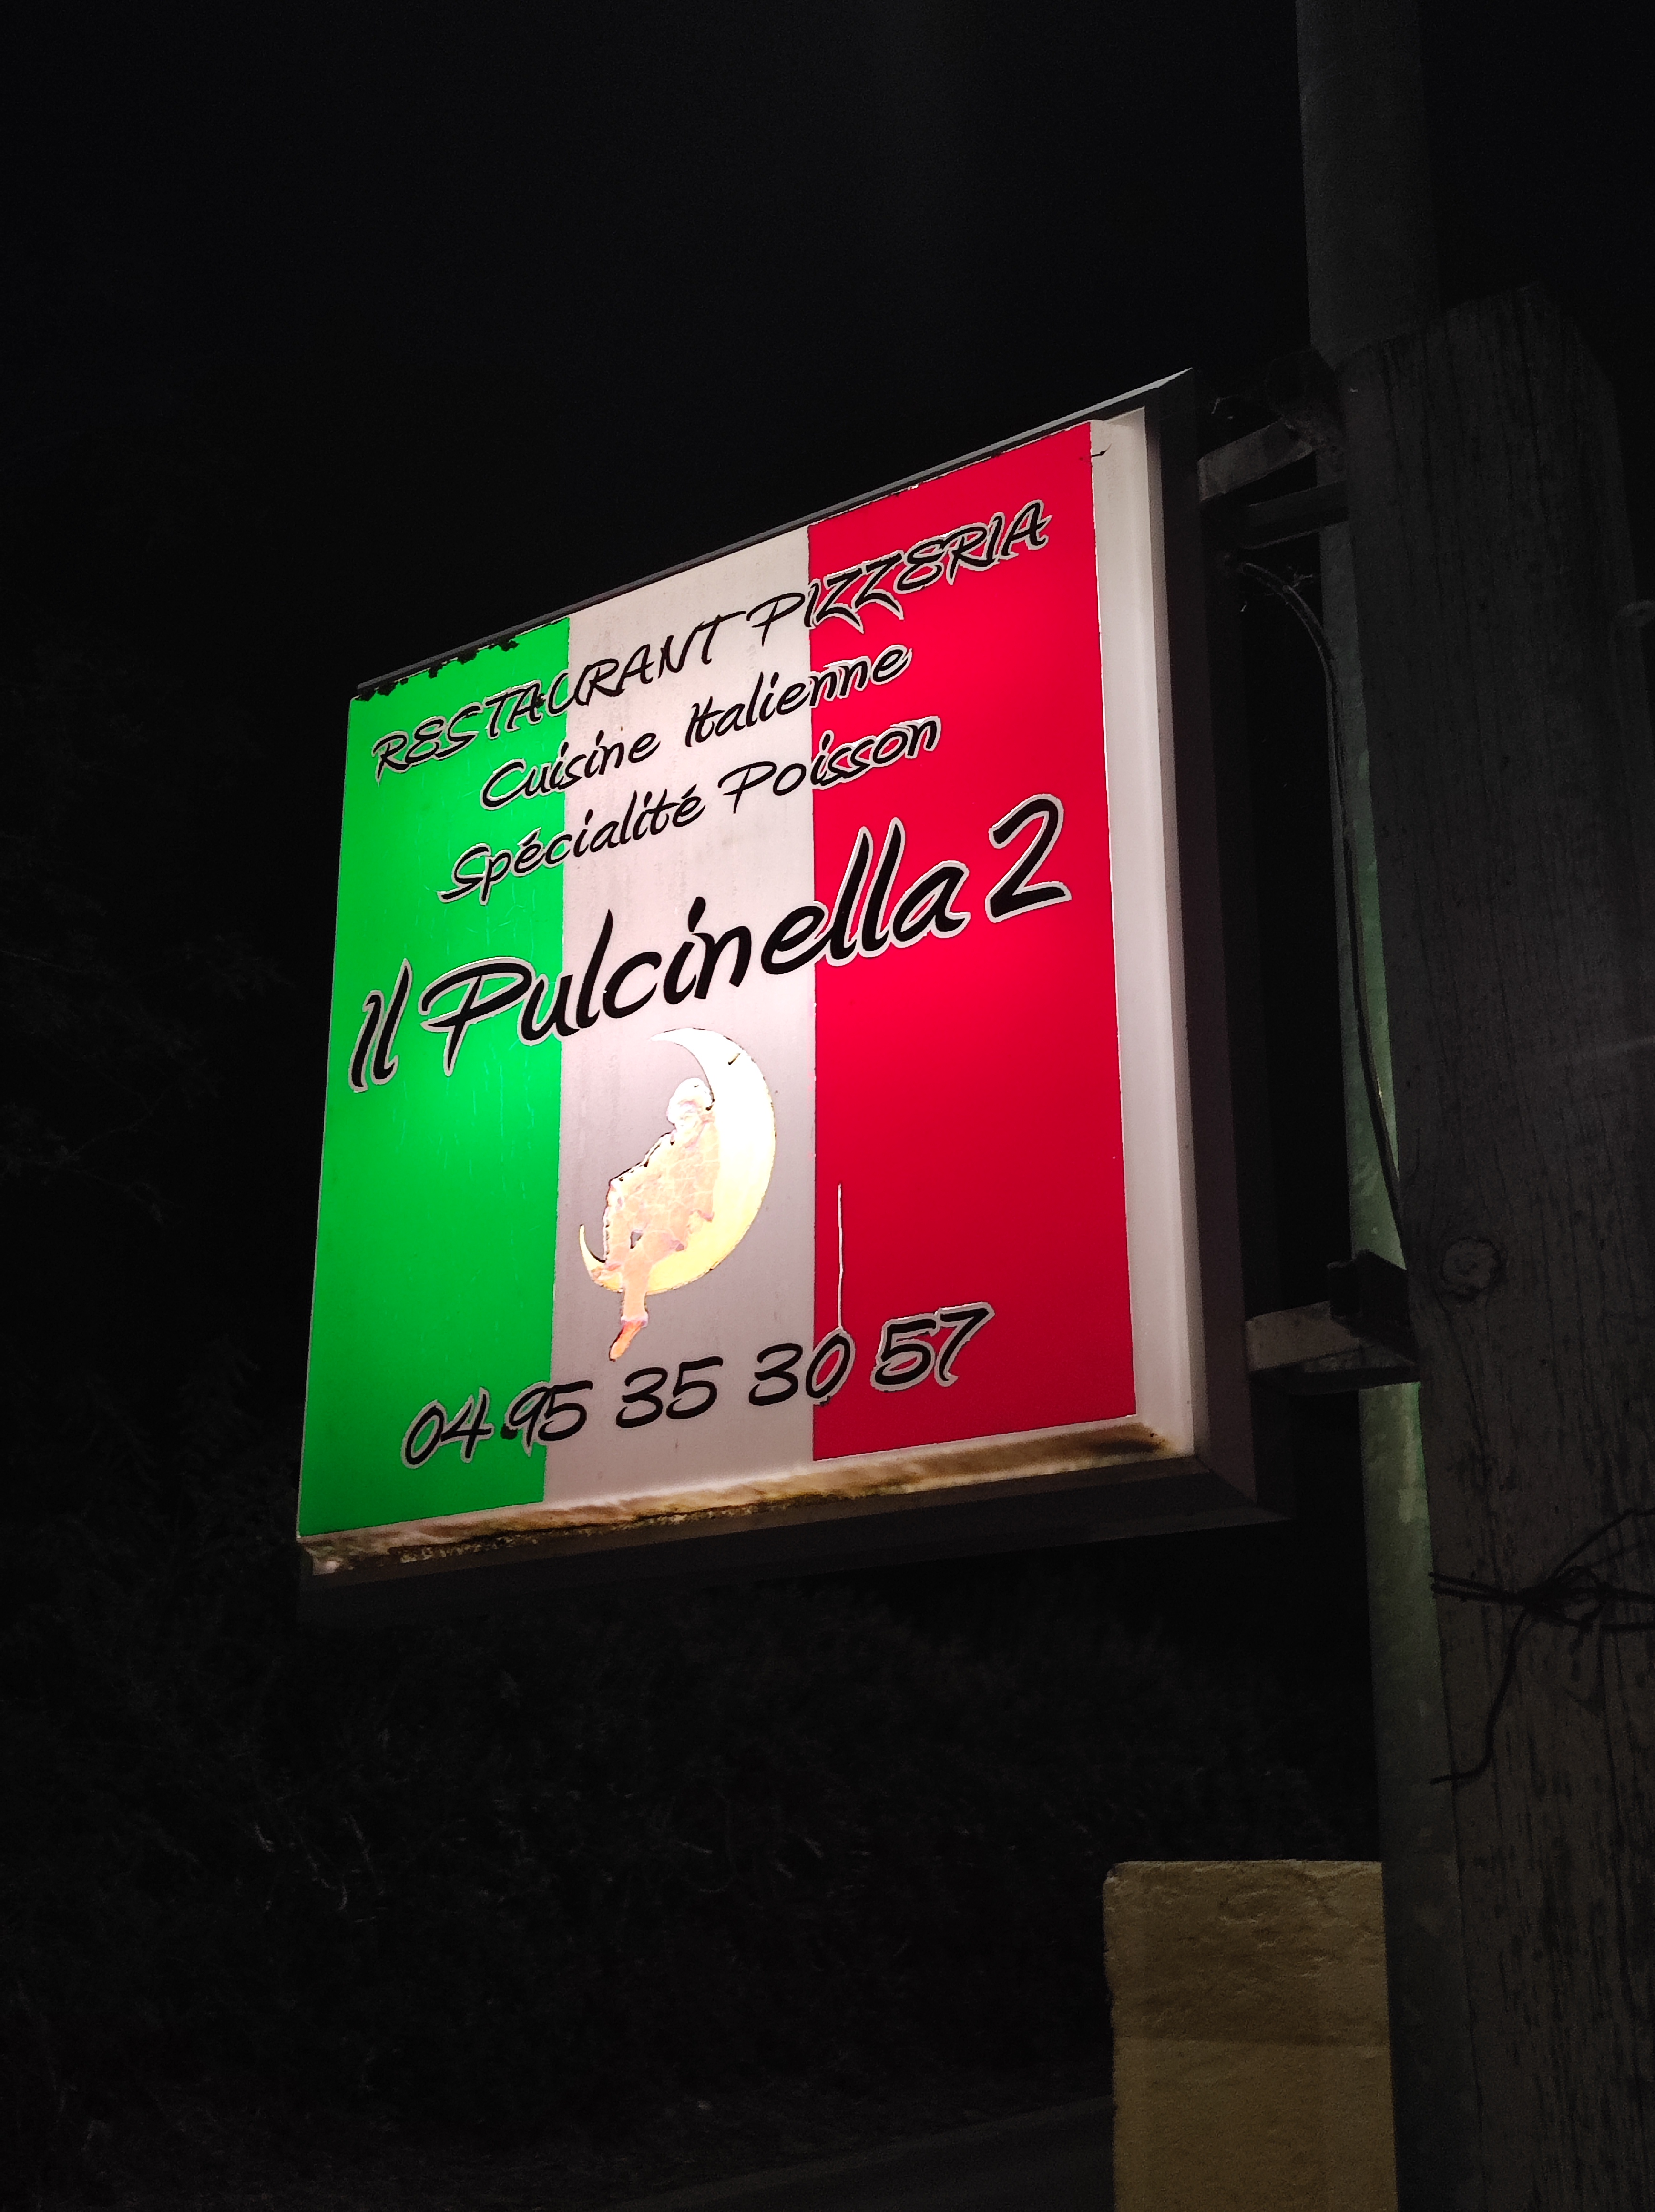 RESTAURANT PIZZERIA
Cuisine Italienne
Spécialité Poisson
Il Pulcinella 2
04 95 35 30 57